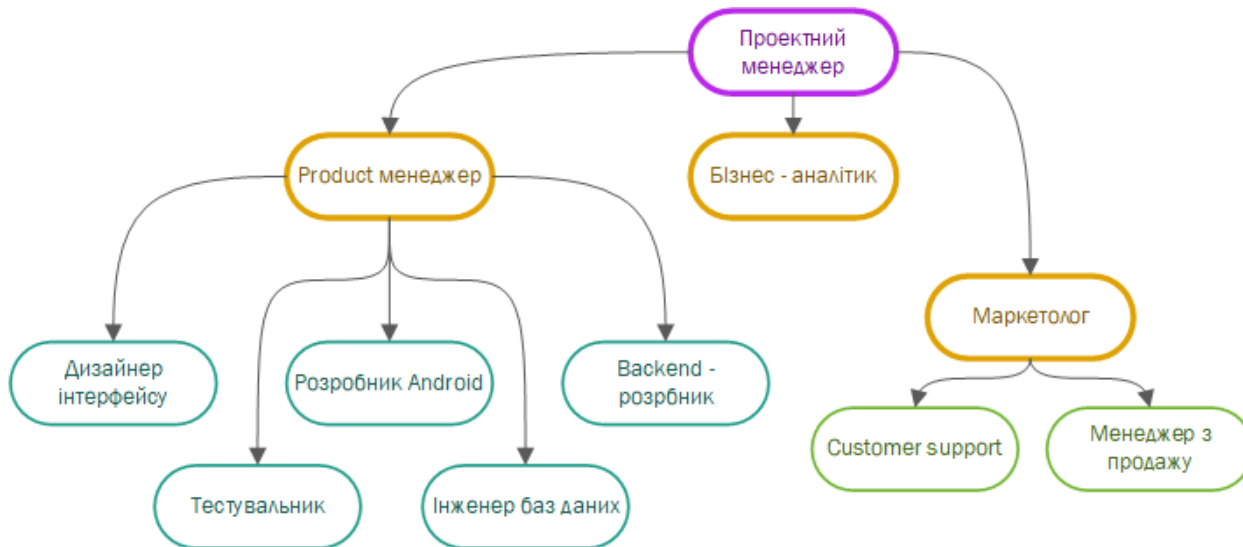 Проектний
менеджер
Product менеджер
Бізнес - аналітик
Маркетолог
Дизайнер
інтерфейсу
Розробник Android
Backend -
розрбник
Customer support
Менеджер з
продажу
Тестувальник
Інженер баз даних